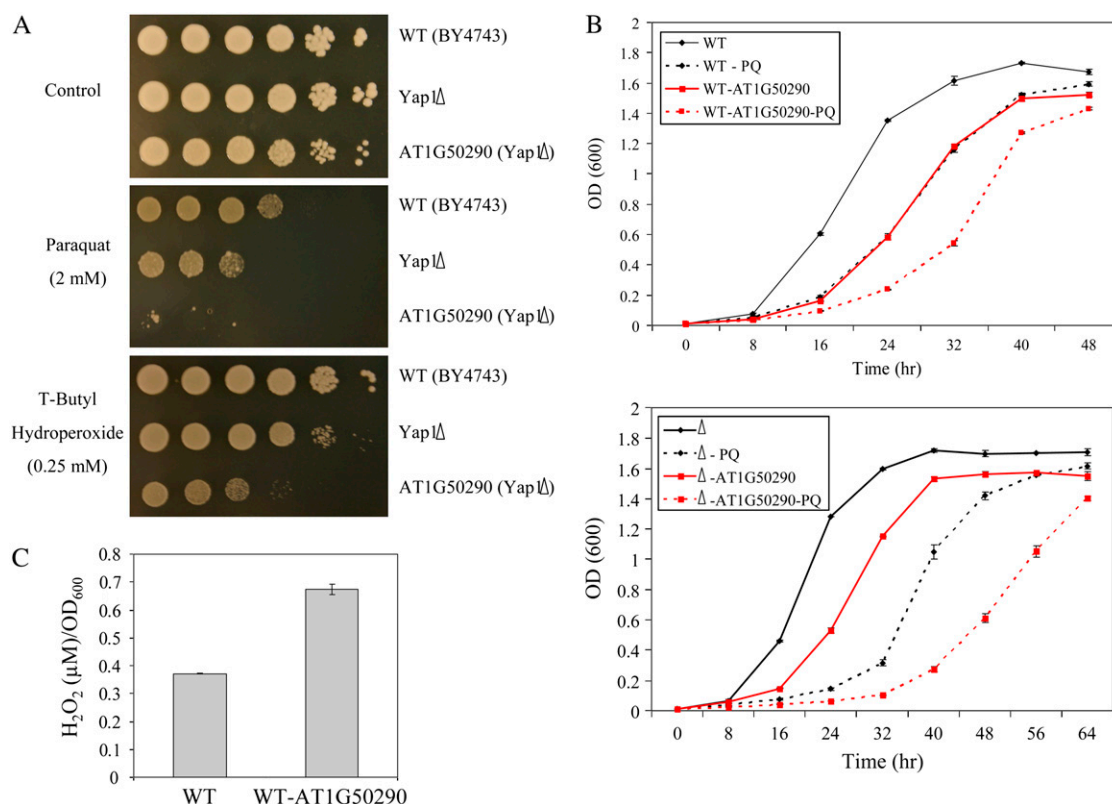 A
Control
WT (BY4743)
Yap1Δ
AT1G50290 (Yap1Δ)
Paraquat
(2 mM)
WT (BY4743)
Yap1Δ
AT1G50290 (Yap1Δ)
T-Butyl
Hydroperoxide
(0.25 mM)
WT (BY4743)
Yap1Δ
AT1G50290 (Yap1Δ)
B
WT
WT - PQ
WT-AT1G50290
WT-AT1G50290-PQ
OD (600)
2
1.8
1.6
1.4
1.2
1
0.8
0.6
0.4
0.2
0
0 8 16 24 32 40 48
Time (hr)
Δ
Δ - PQ
Δ -AT1G50290
Δ -AT1G50290-PQ
OD (600)
2
1.8
1.6
1.4
1.2
1
0.8
0.6
0.4
0.2
0
0 8 16 24 32 40 48 56 64
Time (hr)
C
H₂O₂ (μM)/OD₆₀₀
0.8
0.7
0.6
0.5
0.4
0.3
0.2
0.1
0
WT WT-AT1G50290